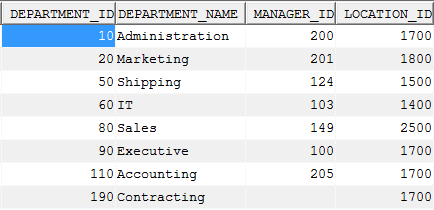 DEPARTMENT_ID DEPARTMENT_NAME MANAGER_ID LOCATION_ID
10 Administration 200 1700
20 Marketing 201 1800
50 Shipping 124 1500
60 IT 103 1400
80 Sales 149 2500
90 Executive 100 1700
110 Accounting 205 1700
190 Contracting 1700